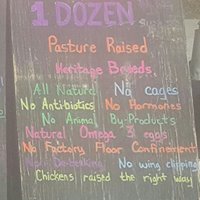 1 DOZEN
Pasture Raised
Heritage Breeds.
All Natural No cages
No Antibiotics No Hormones
No Animal By-Products
Natural Omega 3 eggs
No Factory Floor Confinement
No wing clipping
Chickens raised the right way